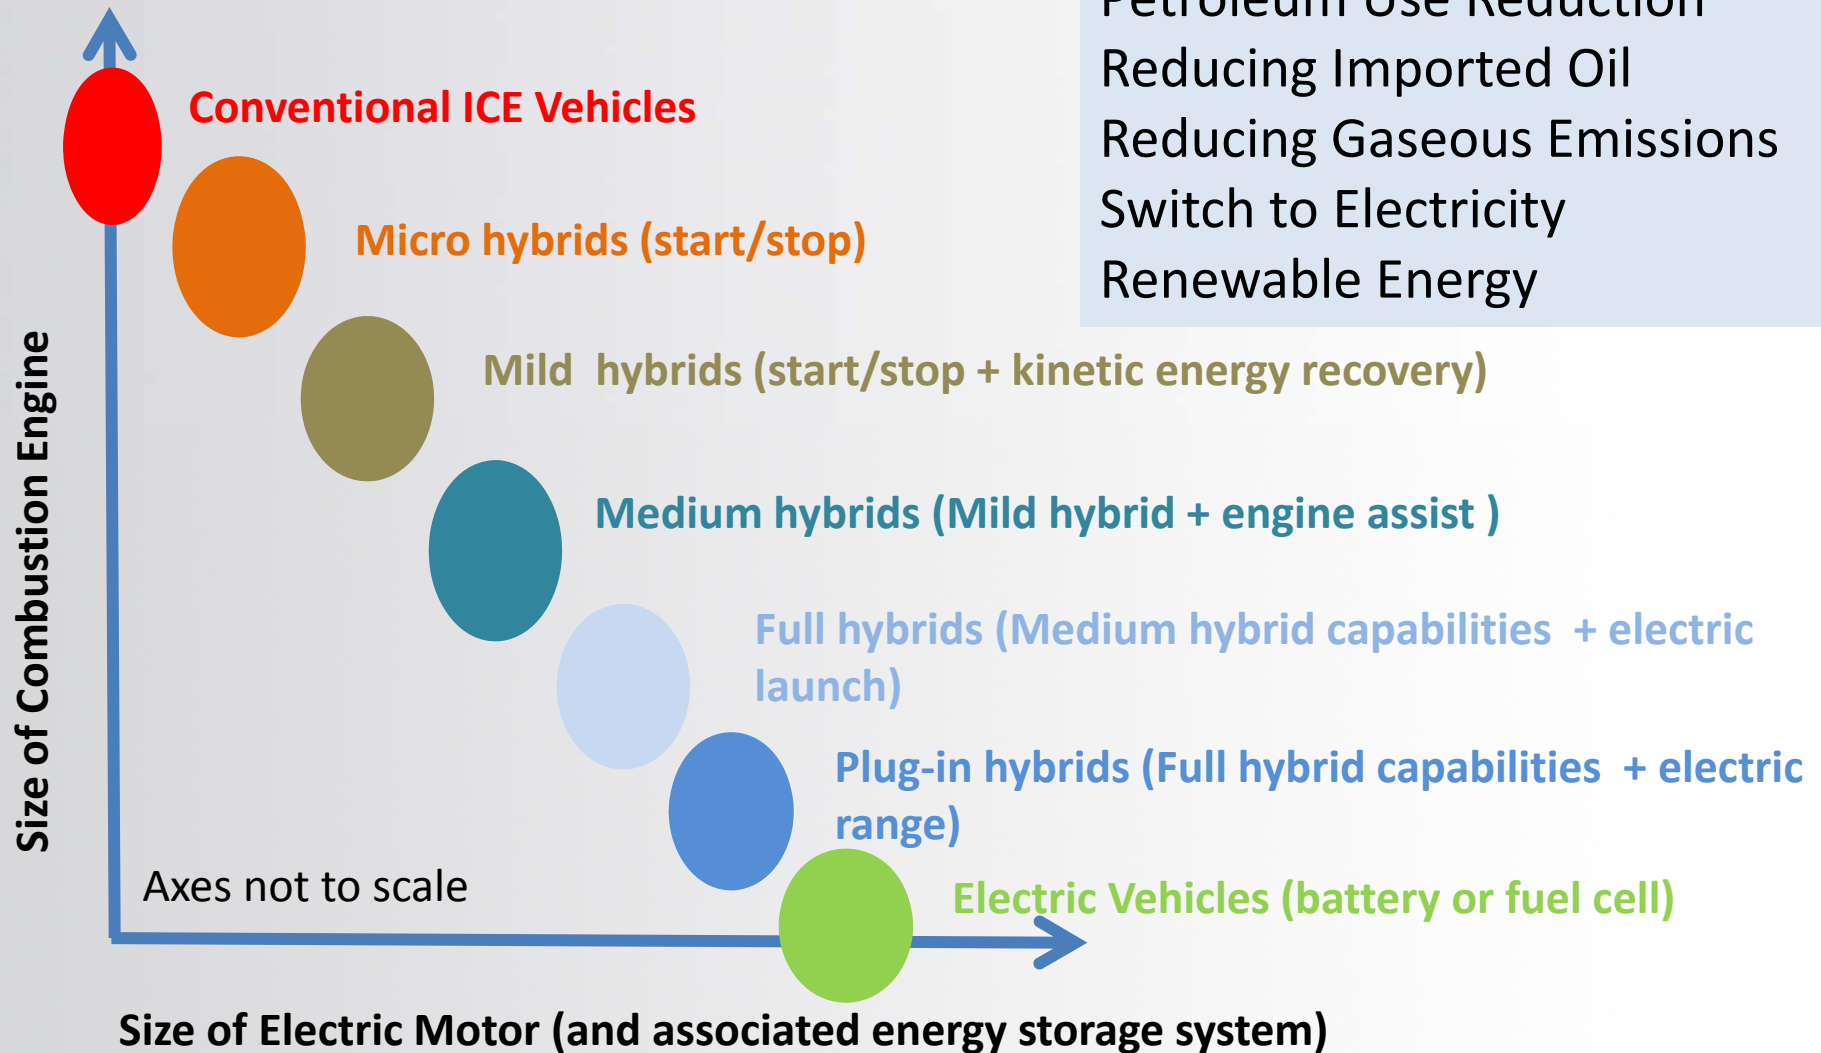 Petroleum Use Reduction
Reducing Imported Oil
Reducing Gaseous Emissions
Switch to Electricity
Renewable Energy
Conventional ICE Vehicles
Micro hybrids (start/stop)
Mild  hybrids (start/stop + kinetic energy recovery)
Medium hybrids (Mild hybrid + engine assist )
Full hybrids (Medium hybrid capabilities  + electric
launch)
Plug-in hybrids (Full hybrid capabilities  + electric
range)
Electric Vehicles (battery or fuel cell)
Size of Combustion Engine
Axes not to scale
Size of Electric Motor (and associated energy storage system)